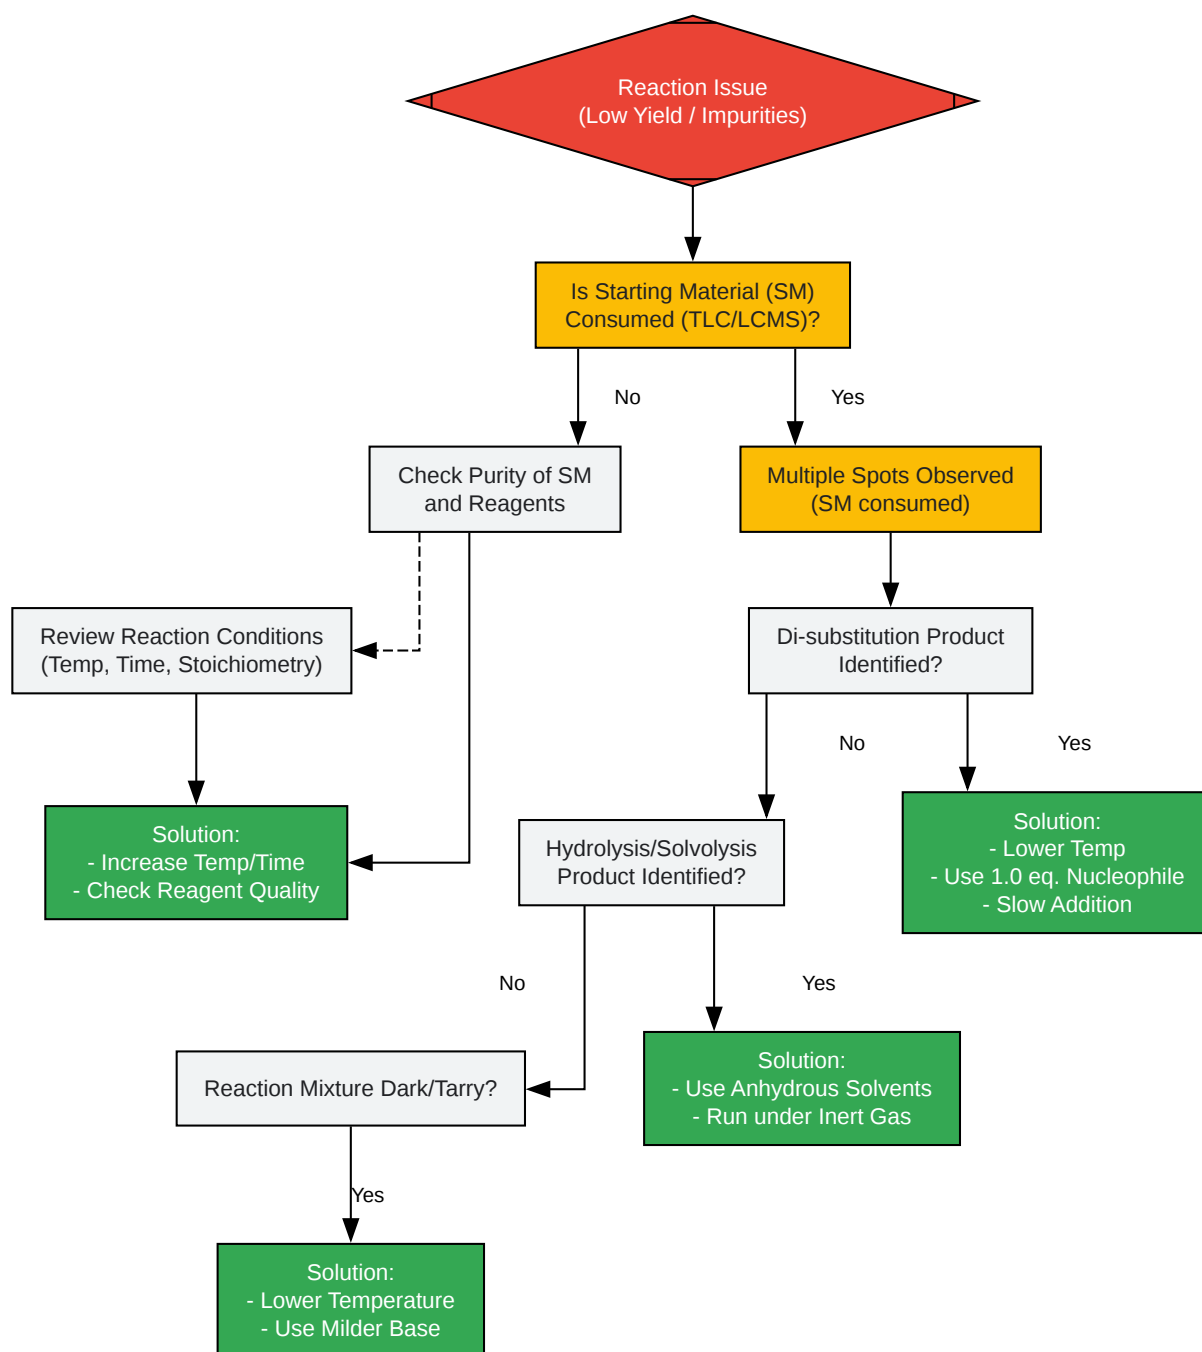 Reaction Issue
(Low Yield / Impurities)
Is Starting Material (SM)
Consumed (TLC/LCMS)?
No
Yes
Check Purity of SM
and Reagents
Multiple Spots Observed
(SM consumed)
Review Reaction Conditions
(Temp, Time, Stoichiometry)
Di-substitution Product
Identified?
No
Yes
Solution:
- Increase Temp/Time
- Check Reagent Quality
Hydrolysis/Solvolysis
Product Identified?
Solution:
- Lower Temp
- Use 1.0 eq. Nucleophile
- Slow Addition
No
Yes
Reaction Mixture Dark/Tarry?
Solution:
- Use Anhydrous Solvents
- Run under Inert Gas
Yes
Solution:
- Lower Temperature
- Use Milder Base